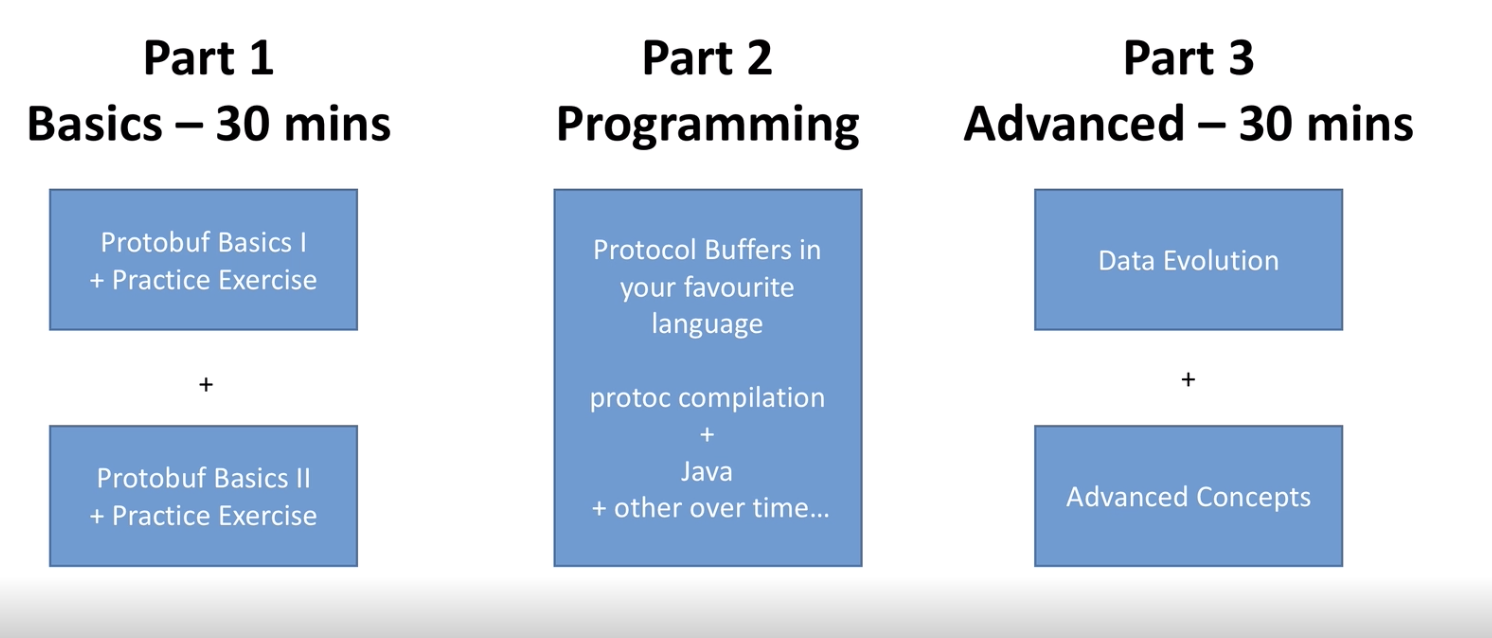 Part 1
Basics – 30 mins
Protobuf Basics I
+ Practice Exercise
+
Protobuf Basics II
+ Practice Exercise
Part 2
Programming
Protocol Buffers in
your favourite
language
protoc compilation
+
Java
+ other over time...
Part 3
Advanced – 30 mins
Data Evolution
+
Advanced Concepts